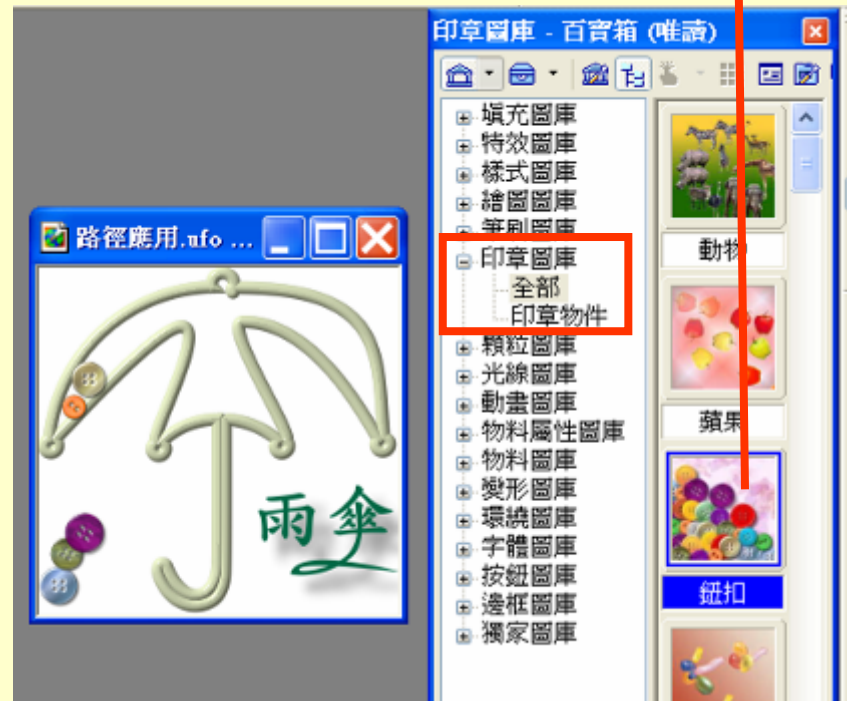 印章圖庫 - 百寶箱 (唯讀)
填充圖庫
特效圖庫
樣式圖庫
繪圖圖庫
筆刷圖庫
印章圖庫
全部
印章物件
顆粒圖庫
光線圖庫
動畫圖庫
物料屬性圖庫
物料圖庫
變形圖庫
環繞圖庫
字體圖庫
按鈕圖庫
邊框圖庫
獨家圖庫
動物
蘋果
鈕扣
路徑應用.ufo ...
雨傘